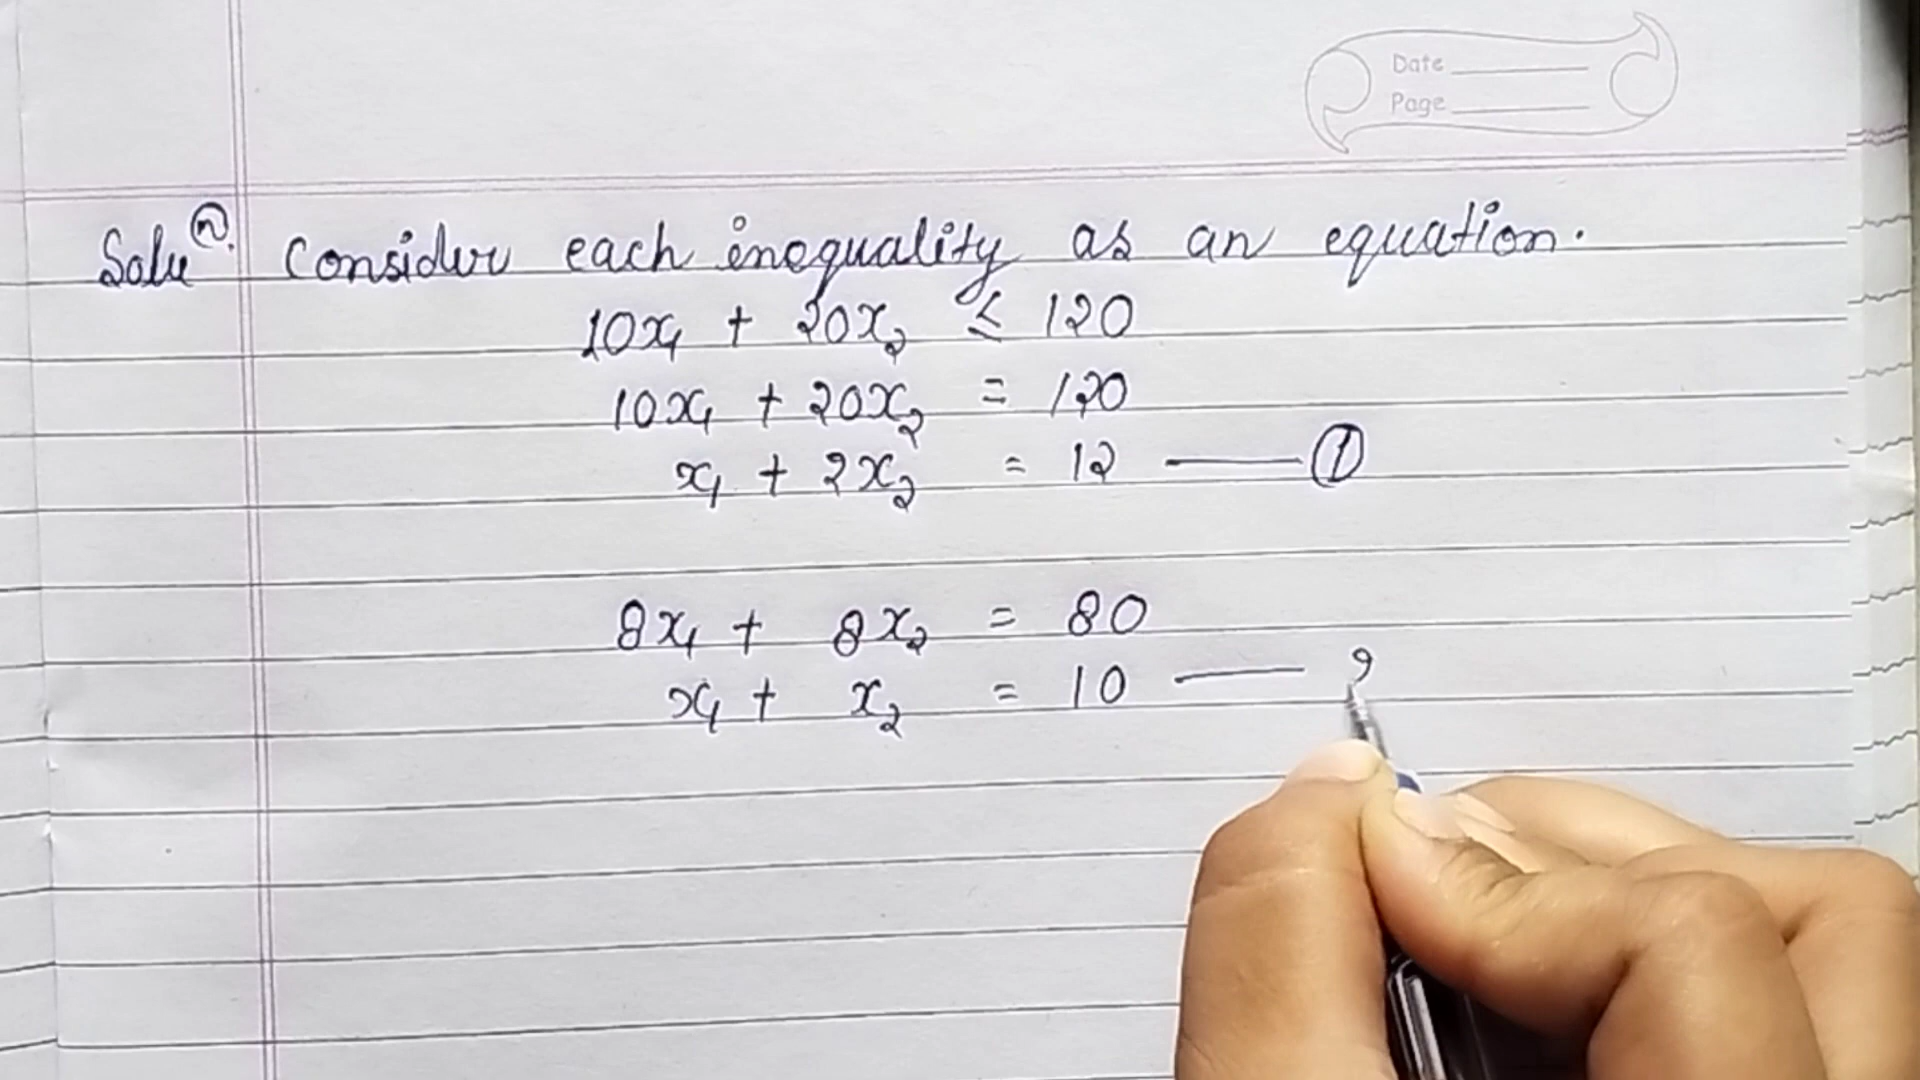 Date
Page
Solu ⓝ. Consider each inequality as an equation.
10x₁ + 20x₂ ≤ 120
10x₁ + 20x₂ = 120
x₁ + 2x₂ = 12 —— ①
8x₁ + 8x₂ = 80
x₁ + x₂ = 10 ——